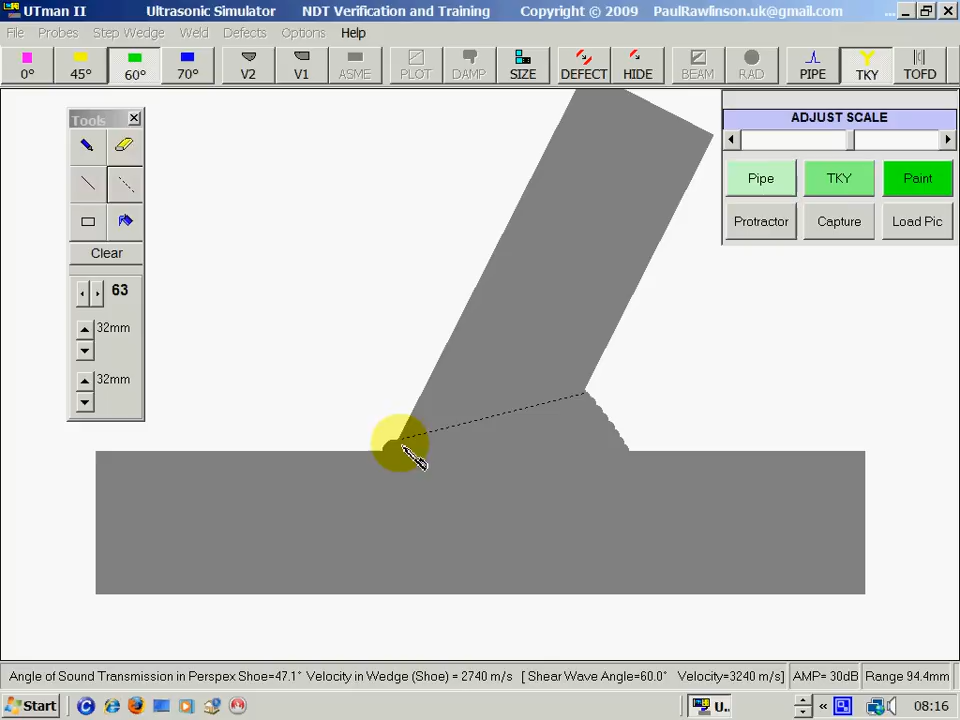 UTman II Ultrasonic Simulator NDT Verification and Training Copyright © 2009 PaulRawlinson.uk@gmail.com ...
File Probes Step Wedge Weld Defects Options Help
0° 45° 60° 70° V2 V1 ASME PLOT DAMP SIZE DEFECT HIDE BEAM RAD PIPE TKY TOFD
Tools
ADJUST SCALE
Pipe TKY Paint
Protractor Capture Load Pic
Clear
63
32mm
32mm
Angle of Sound Transmission in Perspex Shoe=47.1° Velocity in Wedge (Shoe) = 2740 m/s [ Shear Wave Angle=60.0° Velocity=3240 m/s] AMP= 30dB Range 94.4mm
Start U.. « 08:16